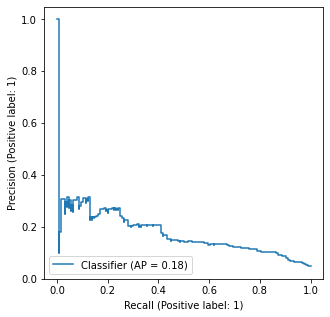 1.0
0.8
0.6
0.4
0.2
0.0
Precision (Positive label: 1)
Classifier (AP = 0.18)
0.0 0.2 0.4 0.6 0.8 1.0
Recall (Positive label: 1)